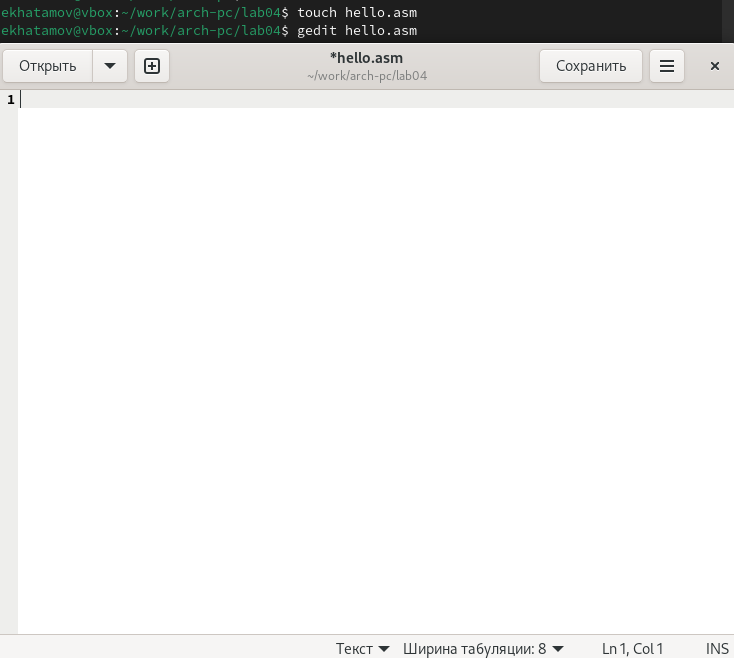 ekhatamov@vbox:~/work/arch-pc/lab04$ touch hello.asm
ekhatamov@vbox:~/work/arch-pc/lab04$ gedit hello.asm
Открыть
*hello.asm
~/work/arch-pc/lab04
Сохранить
1
Текст Ширина табуляции: 8 Ln 1, Col 1 INS